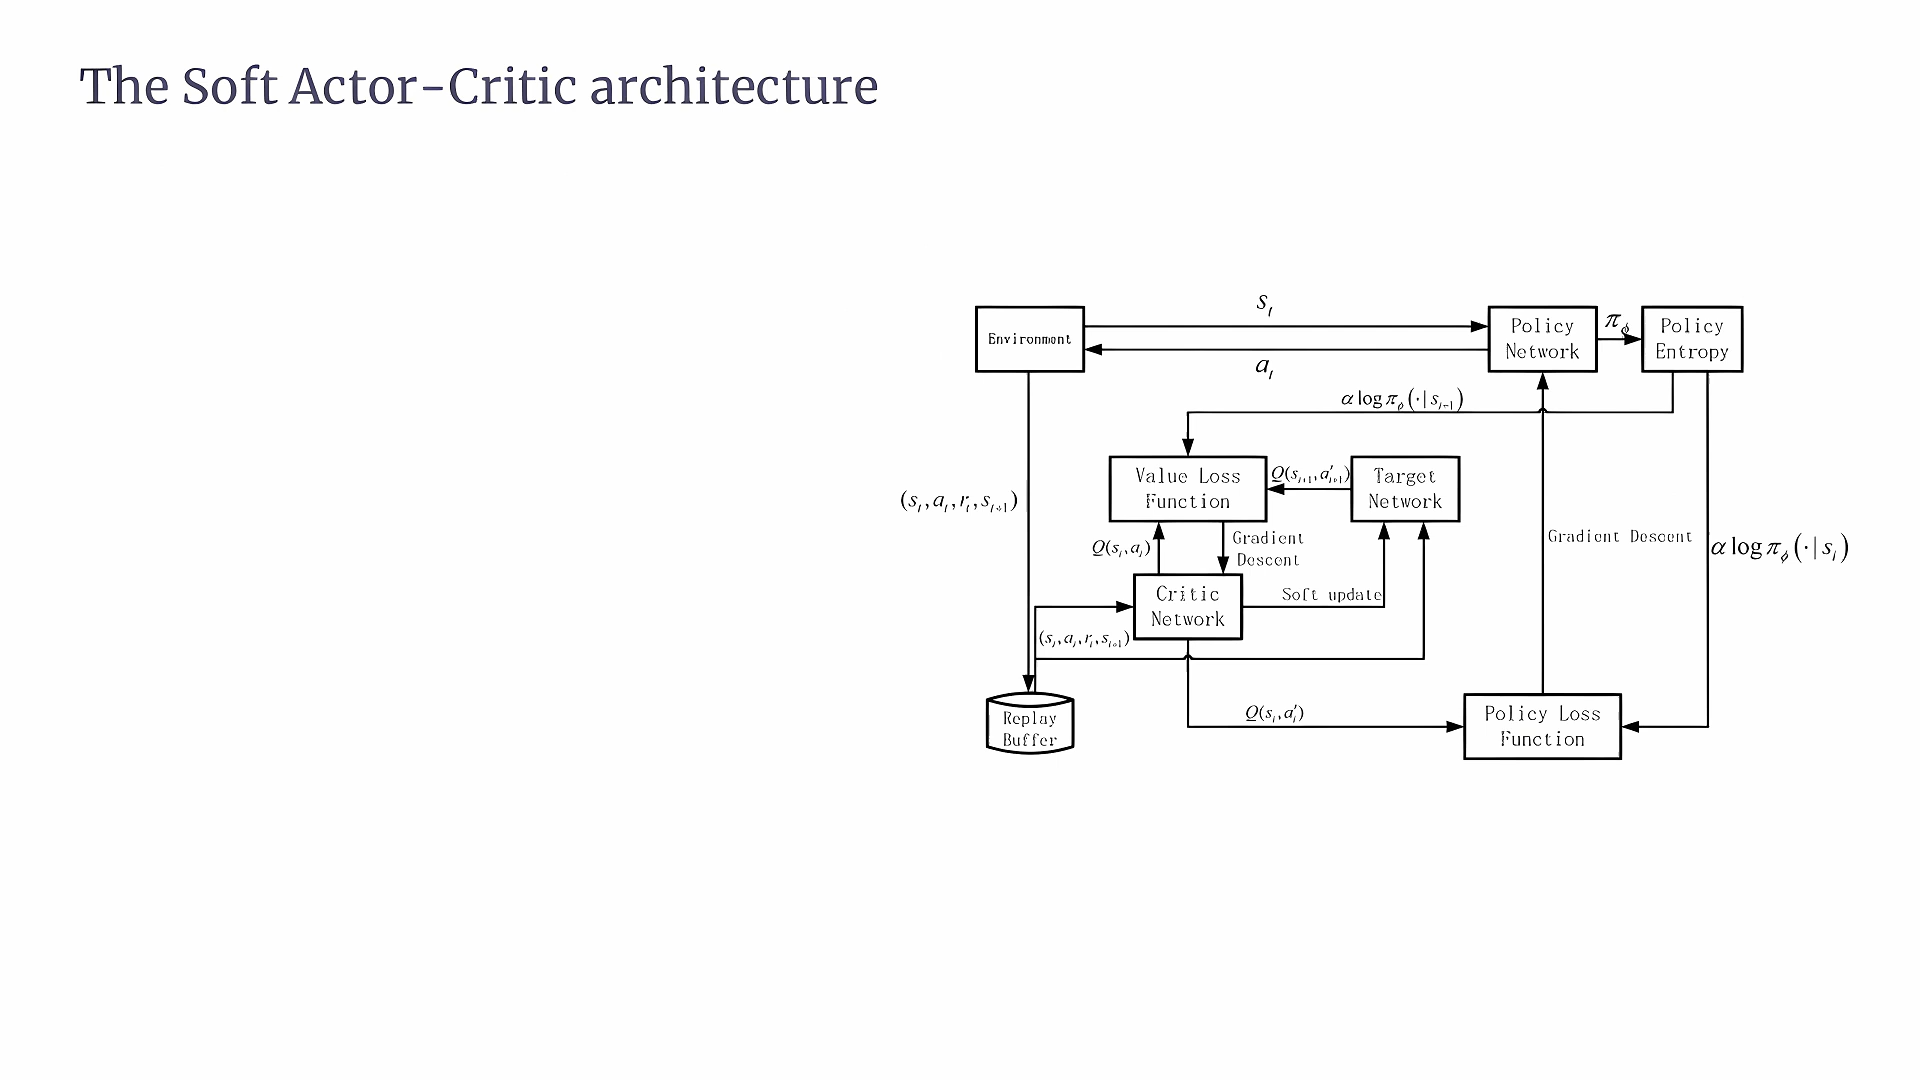 The Soft Actor-Critic architecture
s_t
Environment
Policy
Network
π_ϕ
Policy
Entropy
a_t
α log π_ϕ(·|s_{t+1})
Value Loss
Function
Q(s_{t+1}, a'_{t+1})
Target
Network
(s_t, a_t, r_t, s_{t+1})
Q(s_t, a_t)
Gradient
Descent
Gradient Descent
α log π_ϕ(·|s_t)
Critic
Network
Soft update
(s_t, a_t, r_t, s_{t+1})
Replay
Buffer
Q(s_t, a'_t)
Policy Loss
Function